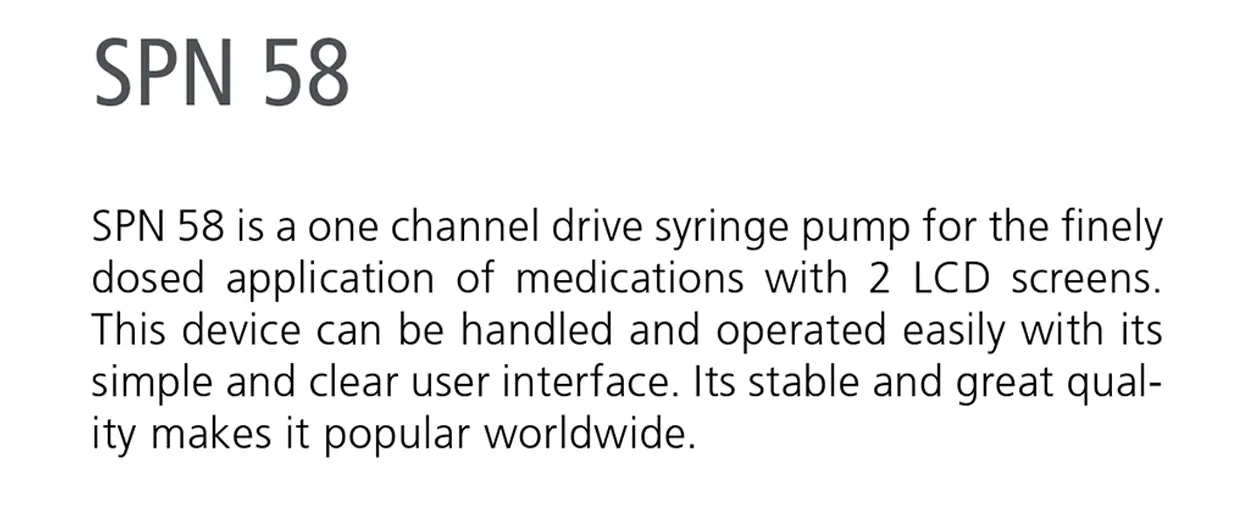 SPN 58
SPN 58 is a one channel drive syringe pump for the finely
dosed application of medications with 2 LCD screens.
This device can be handled and operated easily with its
simple and clear user interface. Its stable and great qual-
ity makes it popular worldwide.